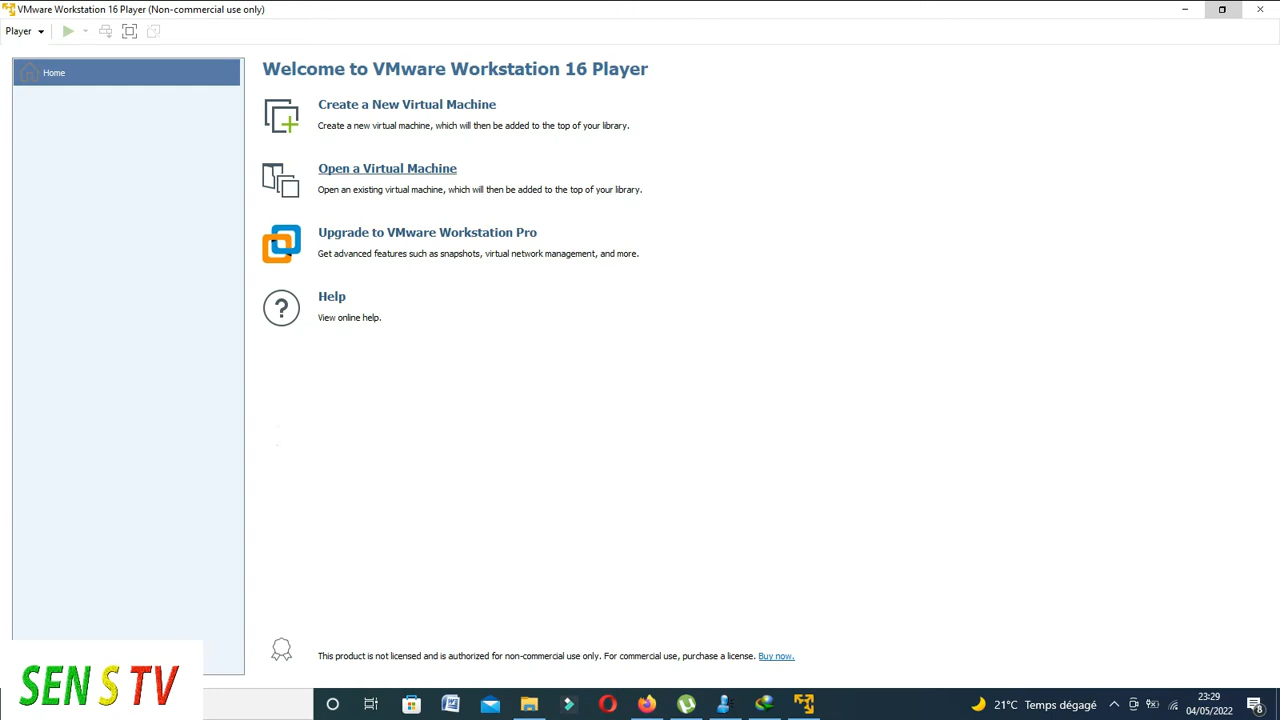 VMware Workstation 16 Player (Non-commercial use only)
Player
Home
Welcome to VMware Workstation 16 Player
Create a New Virtual Machine
Create a new virtual machine, which will then be added to the top of your library.
Open a Virtual Machine
Open an existing virtual machine, which will then be added to the top of your library.
Upgrade to VMware Workstation Pro
Get advanced features such as snapshots, virtual network management, and more.
?
Help
View online help.
This product is not licensed and is authorized for non-commercial use only. For commercial use, purchase a license. Buy now.
SEN S TV
21°C Temps dégagé
23:29
04/05/2022
8